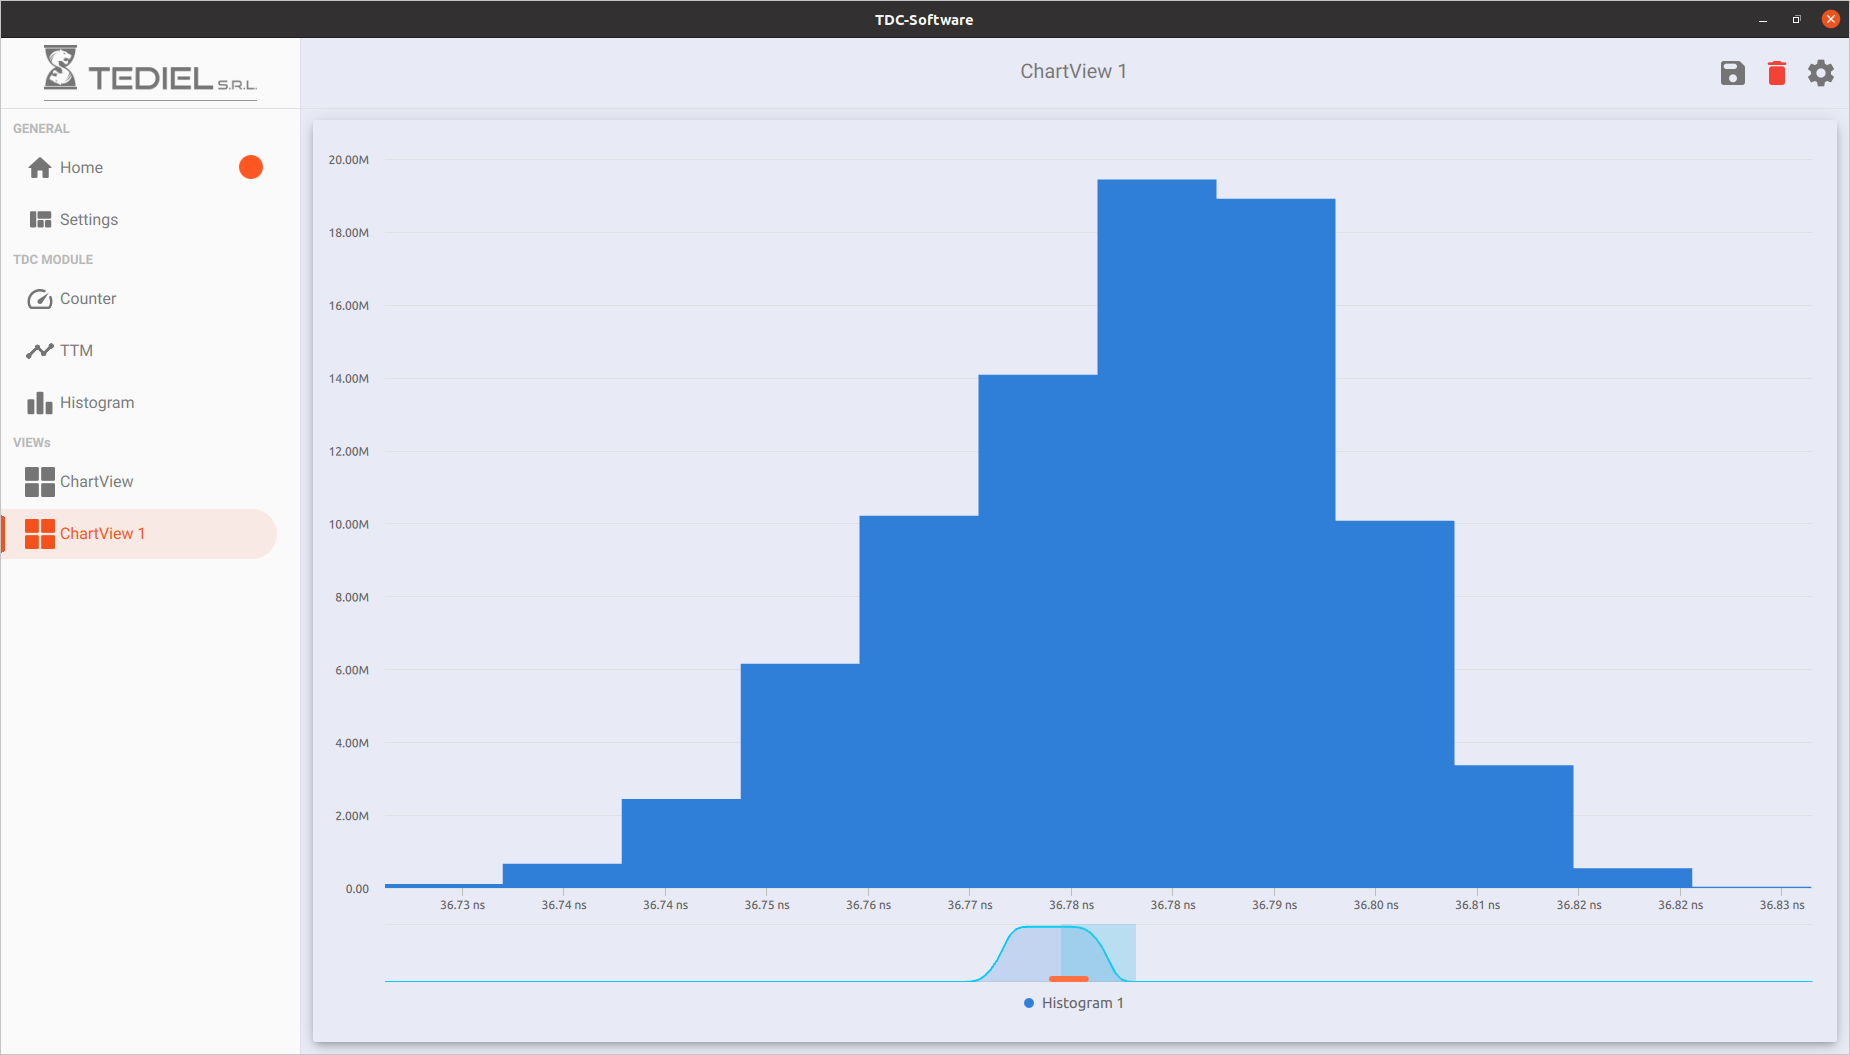 TDC-Software
TEDIEL S.R.L.
ChartView 1
GENERAL
Home
Settings
TDC MODULE
Counter
TTM
Histogram
VIEWs
ChartView
ChartView 1
20.00M
18.00M
16.00M
14.00M
12.00M
10.00M
8.00M
6.00M
4.00M
2.00M
0.00
36.73 ns 36.74 ns 36.74 ns 36.75 ns 36.76 ns 36.77 ns 36.78 ns 36.78 ns 36.79 ns 36.80 ns 36.81 ns 36.82 ns 36.82 ns 36.83 ns
Histogram 1